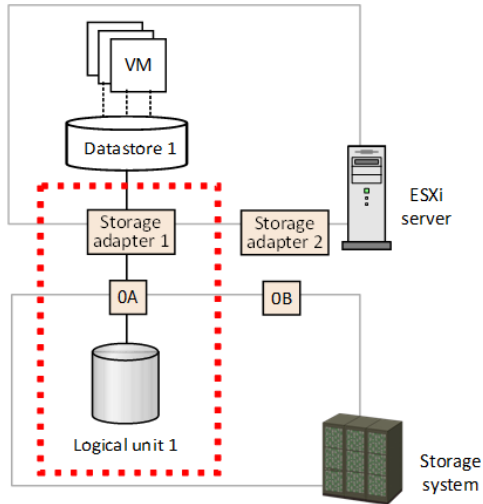 VM
Datastore 1
ESXi
server
Storage
adapter 1
Storage
adapter 2
0A
0B
Logical unit 1
Storage
system